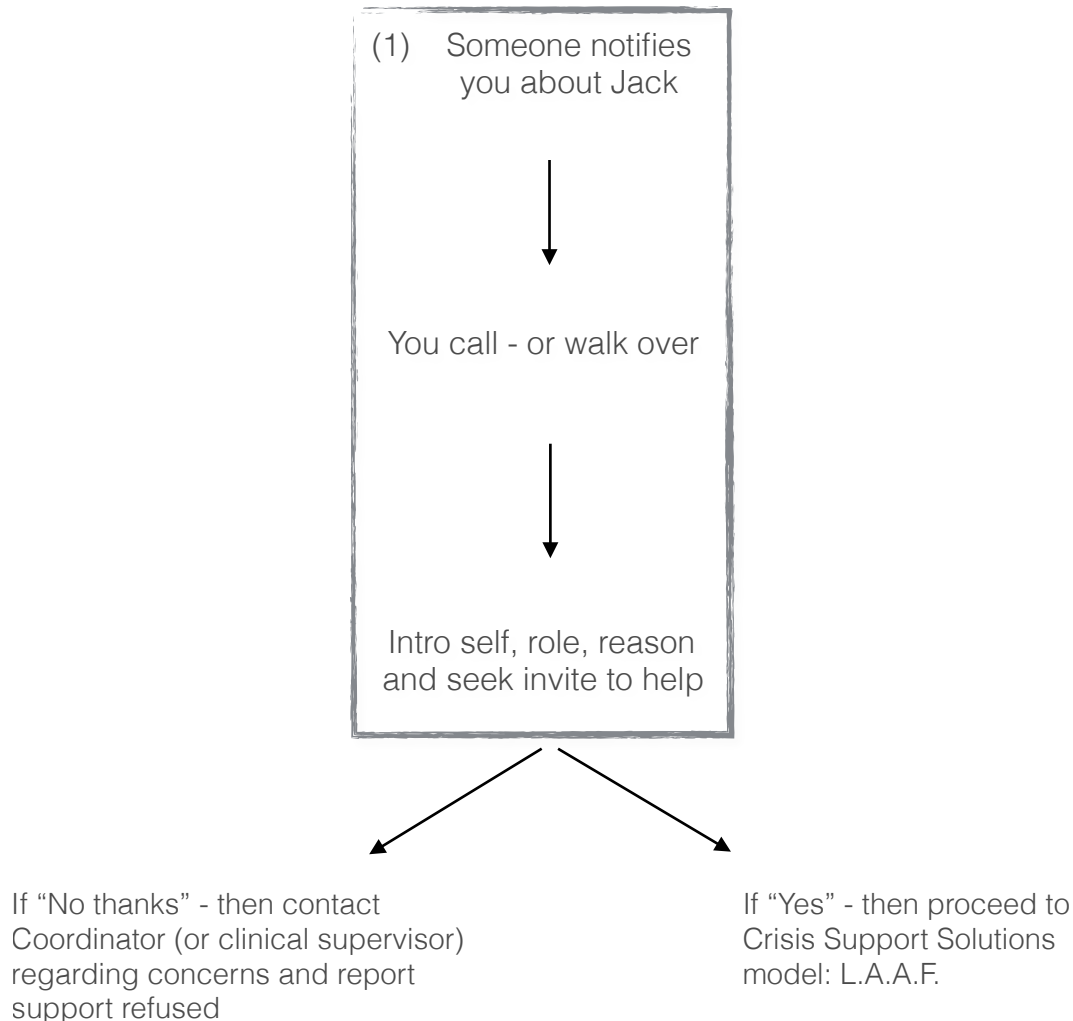 (1) Someone notifies
you about Jack
You call - or walk over
Intro self, role, reason
and seek invite to help
If “No thanks” - then contact
Coordinator (or clinical supervisor)
regarding concerns and report
support refused
If “Yes” - then proceed to
Crisis Support Solutions
model: L.A.A.F.